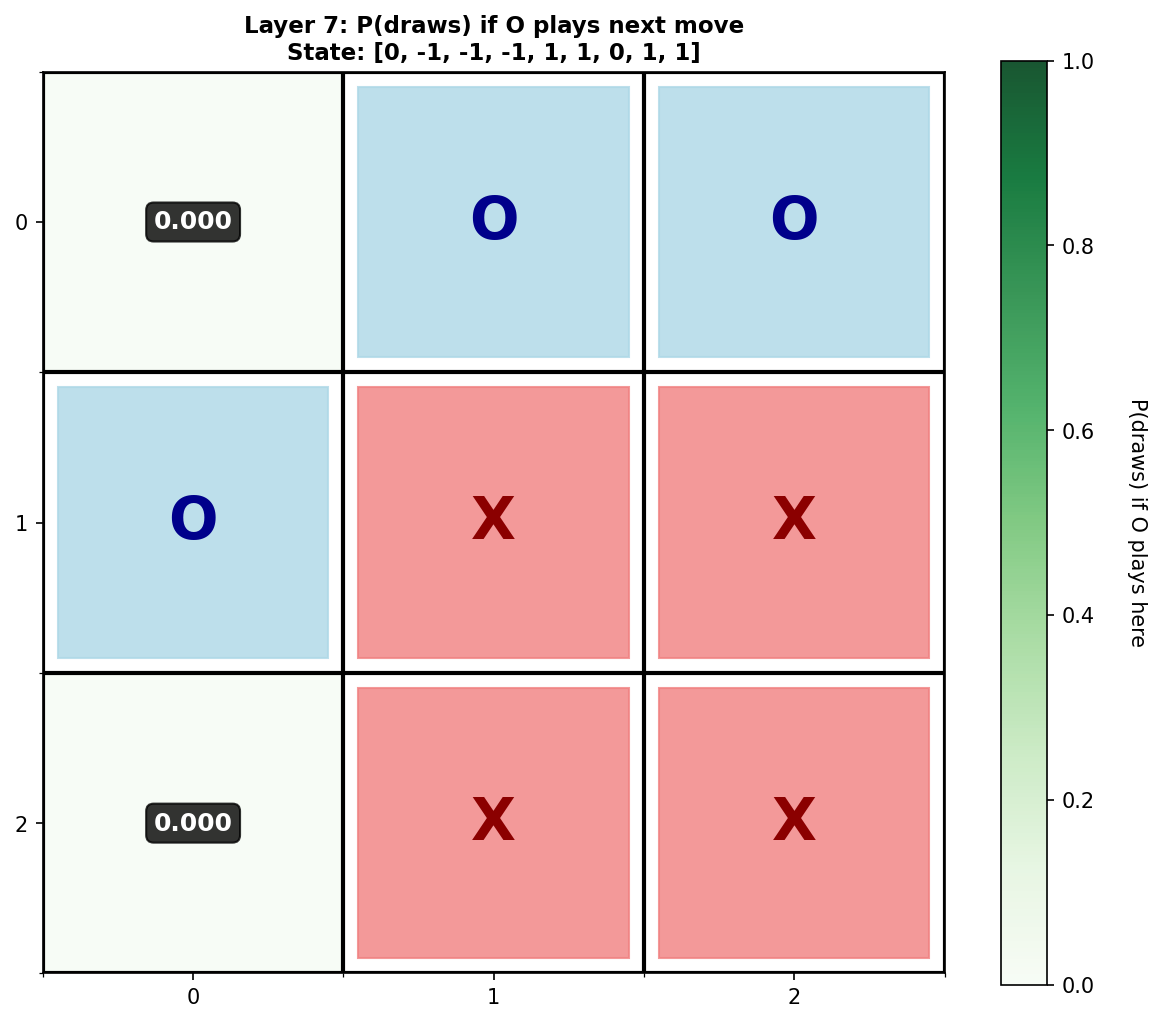 Layer 7: P(draws) if O plays next move
State: [0, -1, -1, -1, 1, 1, 0, 1, 1]
0.000
O
O
O
X
X
0.000
X
X
0
1
2
0
1
2
1.0
0.8
0.6
0.4
0.2
0.0
P(draws) if O plays here